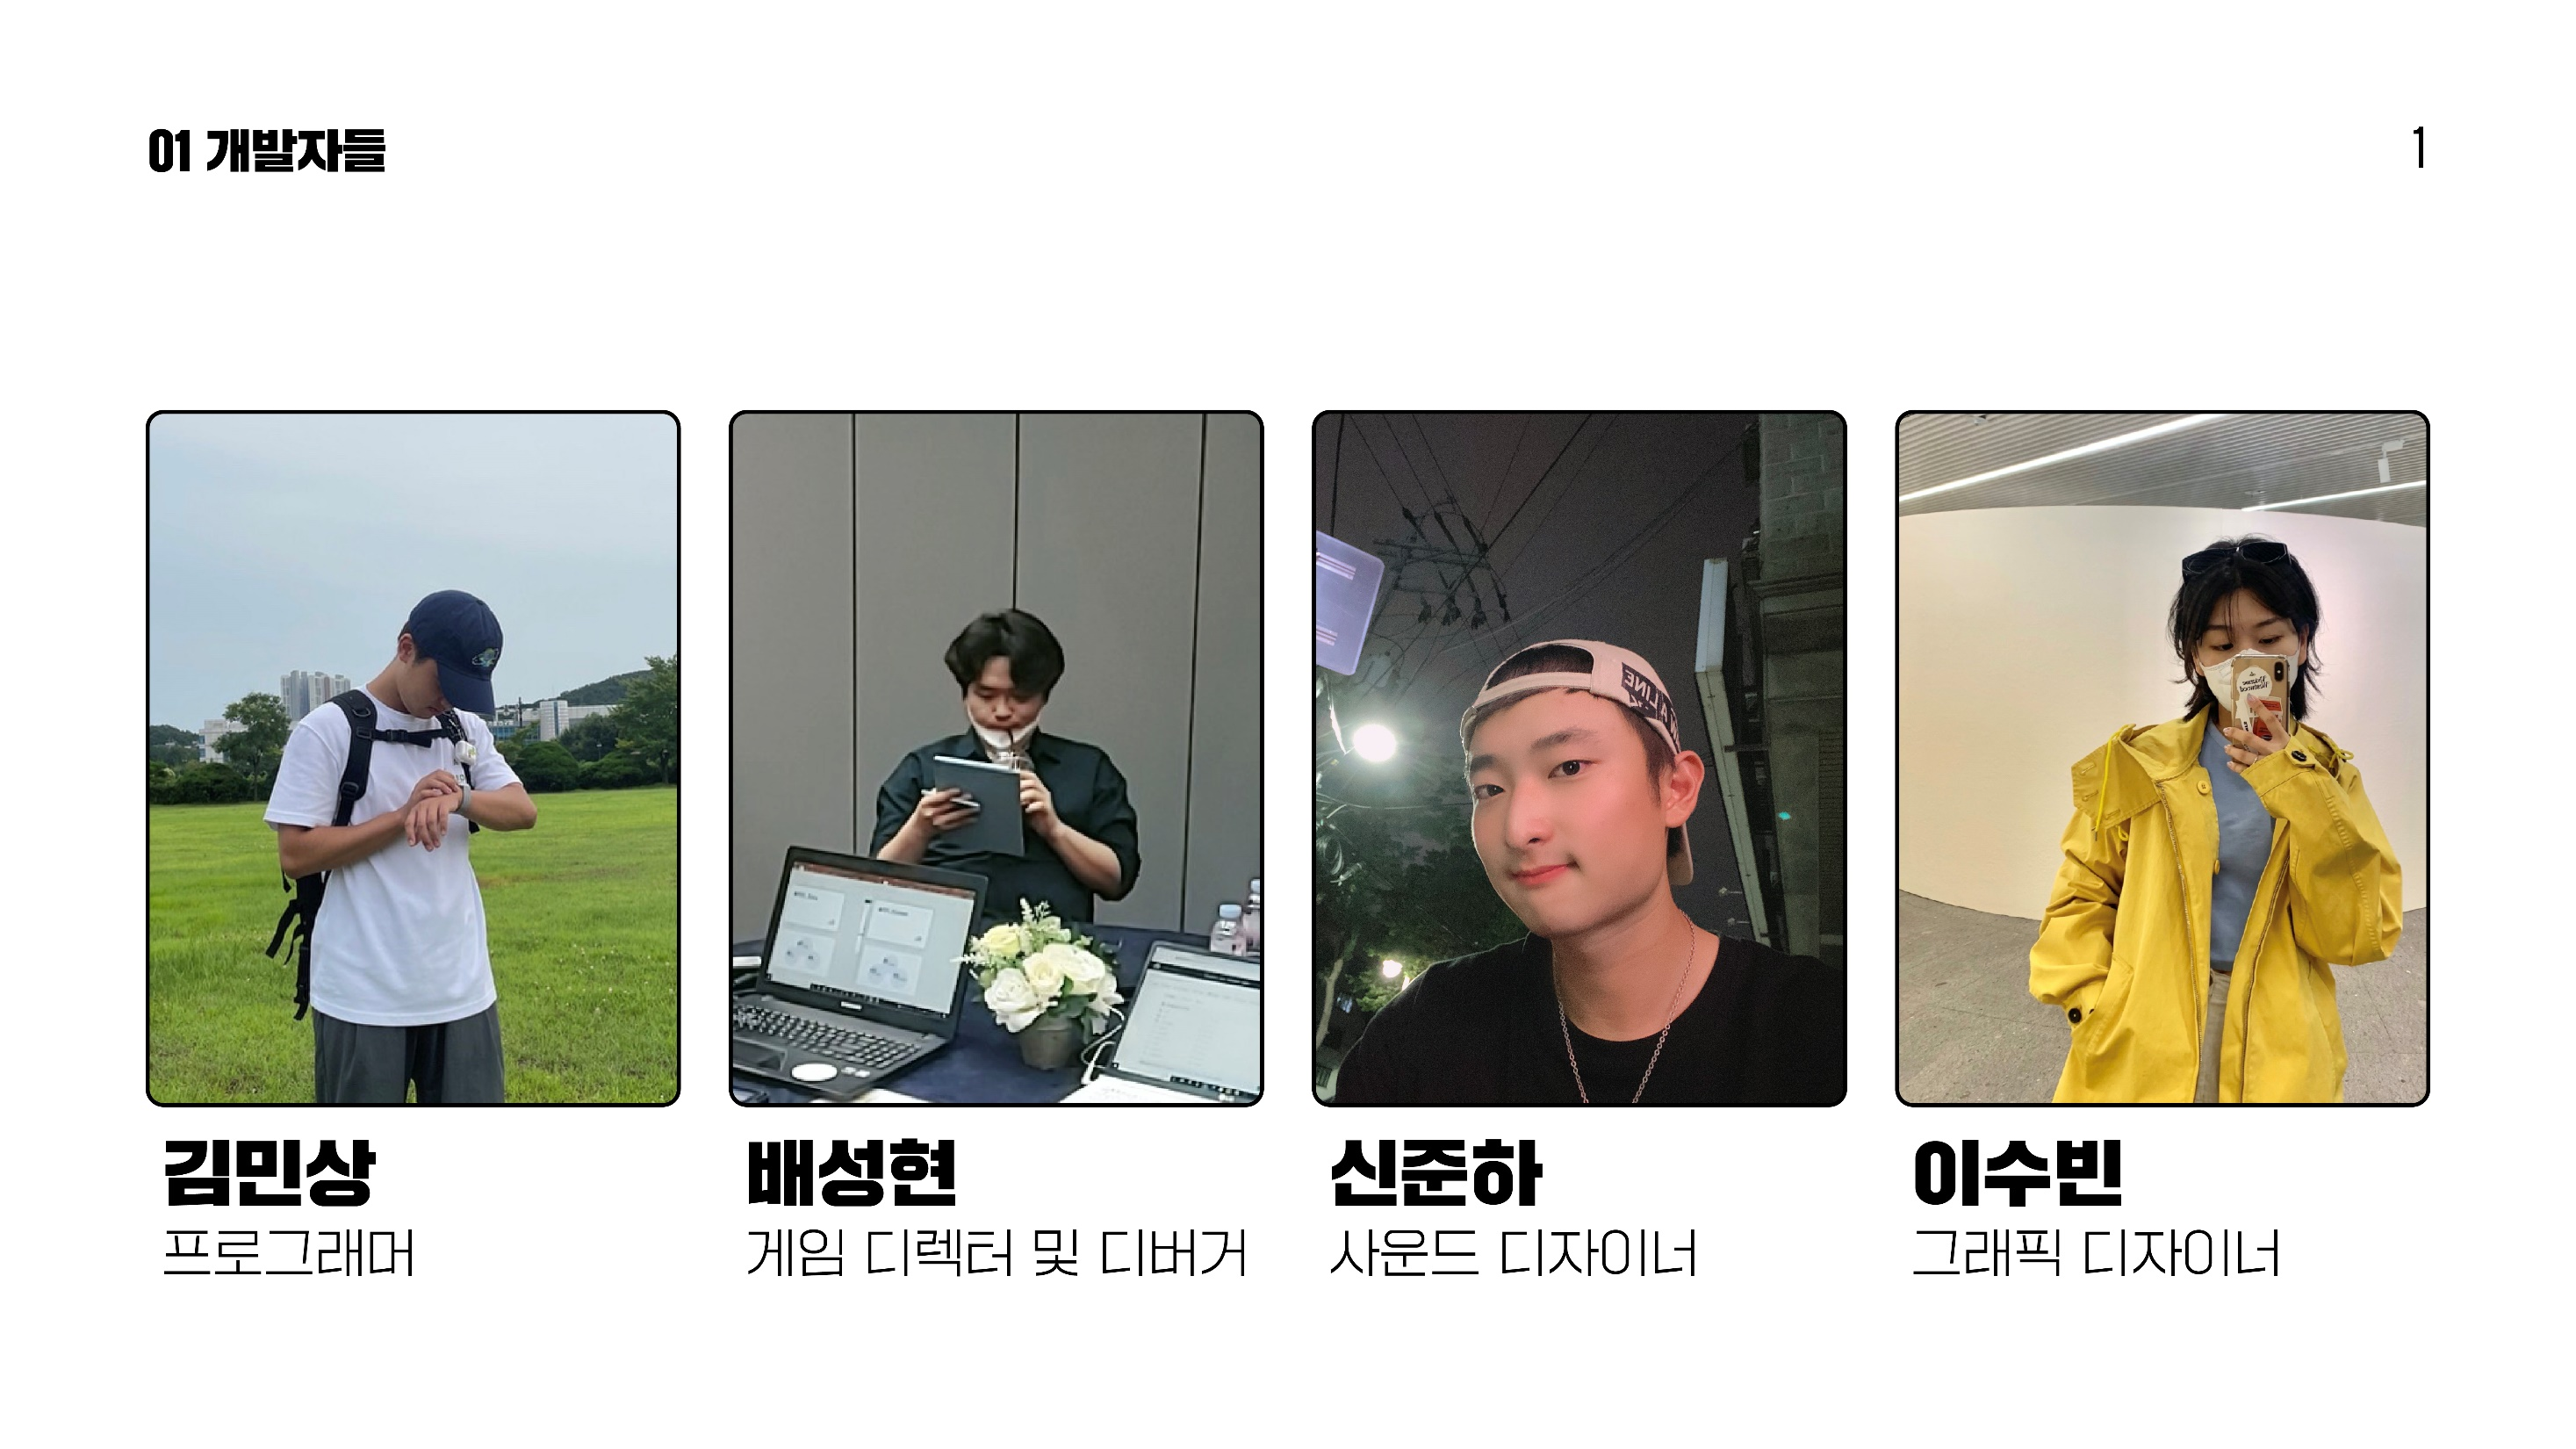 01 개발자들
1
김민상
프로그래머
배성현
게임 디렉터 및 디버거
신준하
사운드 디자이너
이수빈
그래픽 디자이너